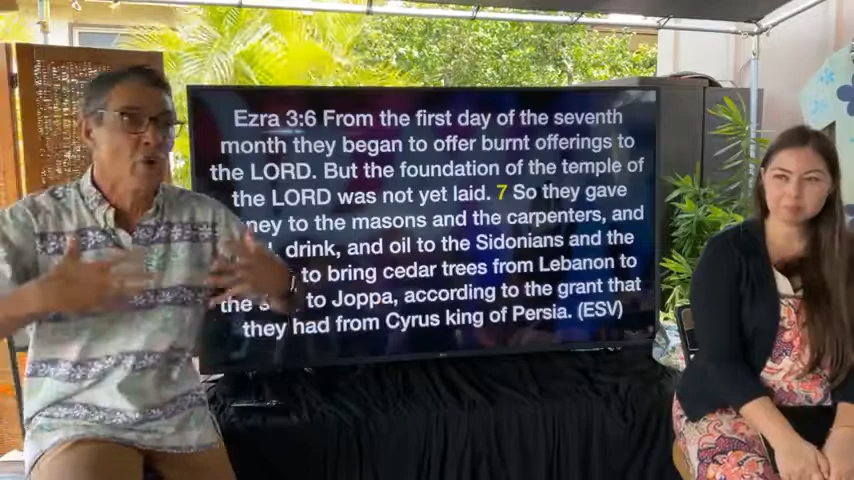 Ezra 3:6 From the first day of the seventh
month they began to offer burnt offerings to
the LORD. But the foundation of the temple of
the LORD was not yet laid. 7 So they gave
to the masons and the carpenters, and
drink, and oil to the Sidonians and the
to bring cedar trees from Lebanon to
the to Joppa, according to the grant that
they had from Cyrus king of Persia. (ESV)